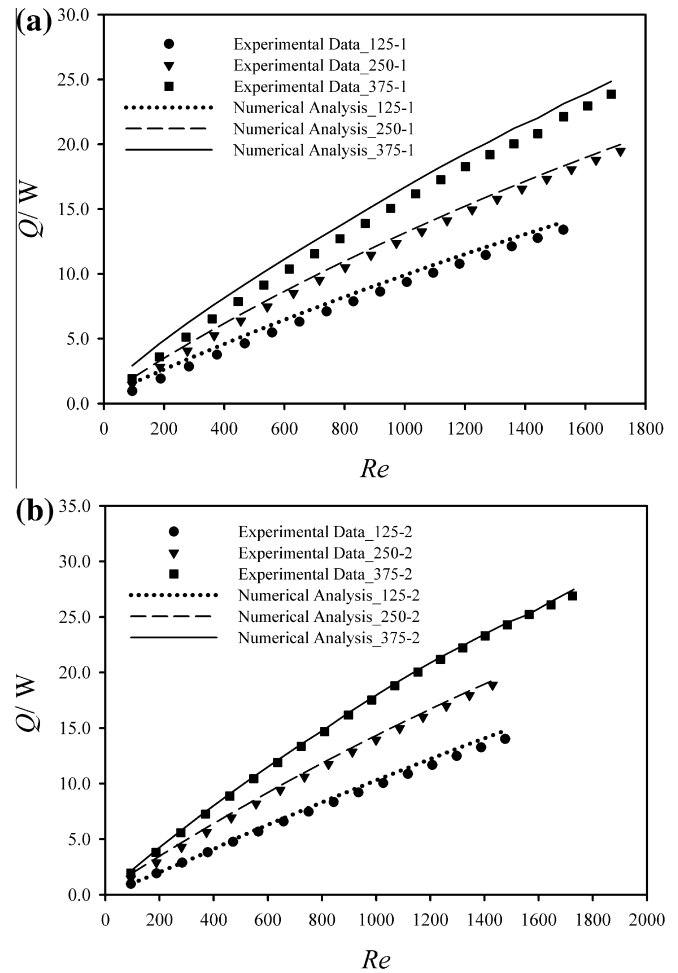 (a)
30.0
25.0
20.0
15.0
10.0
5.0
0.0
Q/ W
Experimental Data_125-1
Experimental Data_250-1
Experimental Data_375-1
Numerical Analysis_125-1
Numerical Analysis_250-1
Numerical Analysis_375-1
0 200 400 600 800 1000 1200 1400 1600 1800
Re
(b)
35.0
30.0
25.0
20.0
15.0
10.0
5.0
0.0
Q/ W
Experimental Data_125-2
Experimental Data_250-2
Experimental Data_375-2
Numerical Analysis_125-2
Numerical Analysis_250-2
Numerical Analysis_375-2
0 200 400 600 800 1000 1200 1400 1600 1800 2000
Re